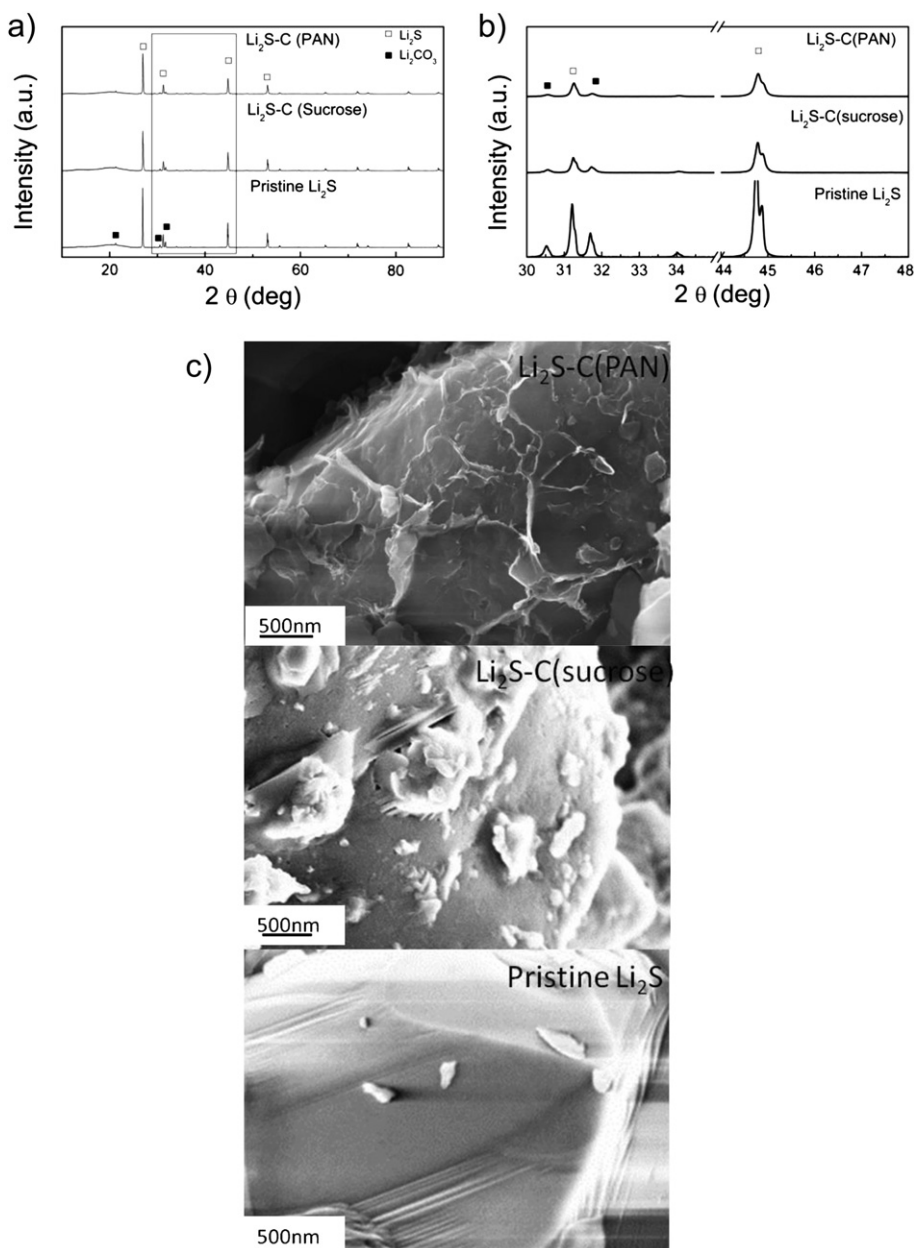 a)
Li₂S-C (PAN)
□ Li₂S
■ Li₂CO₃
Li₂S-C (Sucrose)
Pristine Li₂S
Intensity (a.u.)
20 40 60 80
2 θ (deg)
b)
Li₂S-C(PAN)
Li₂S-C(sucrose)
Pristine Li₂S
Intensity (a.u.)
30 31 32 33 34 44 45 46 47 48
2 θ (deg)
c)
Li₂S-C(PAN)
500nm
Li₂S-C(sucrose)
500nm
Pristine Li₂S
500nm